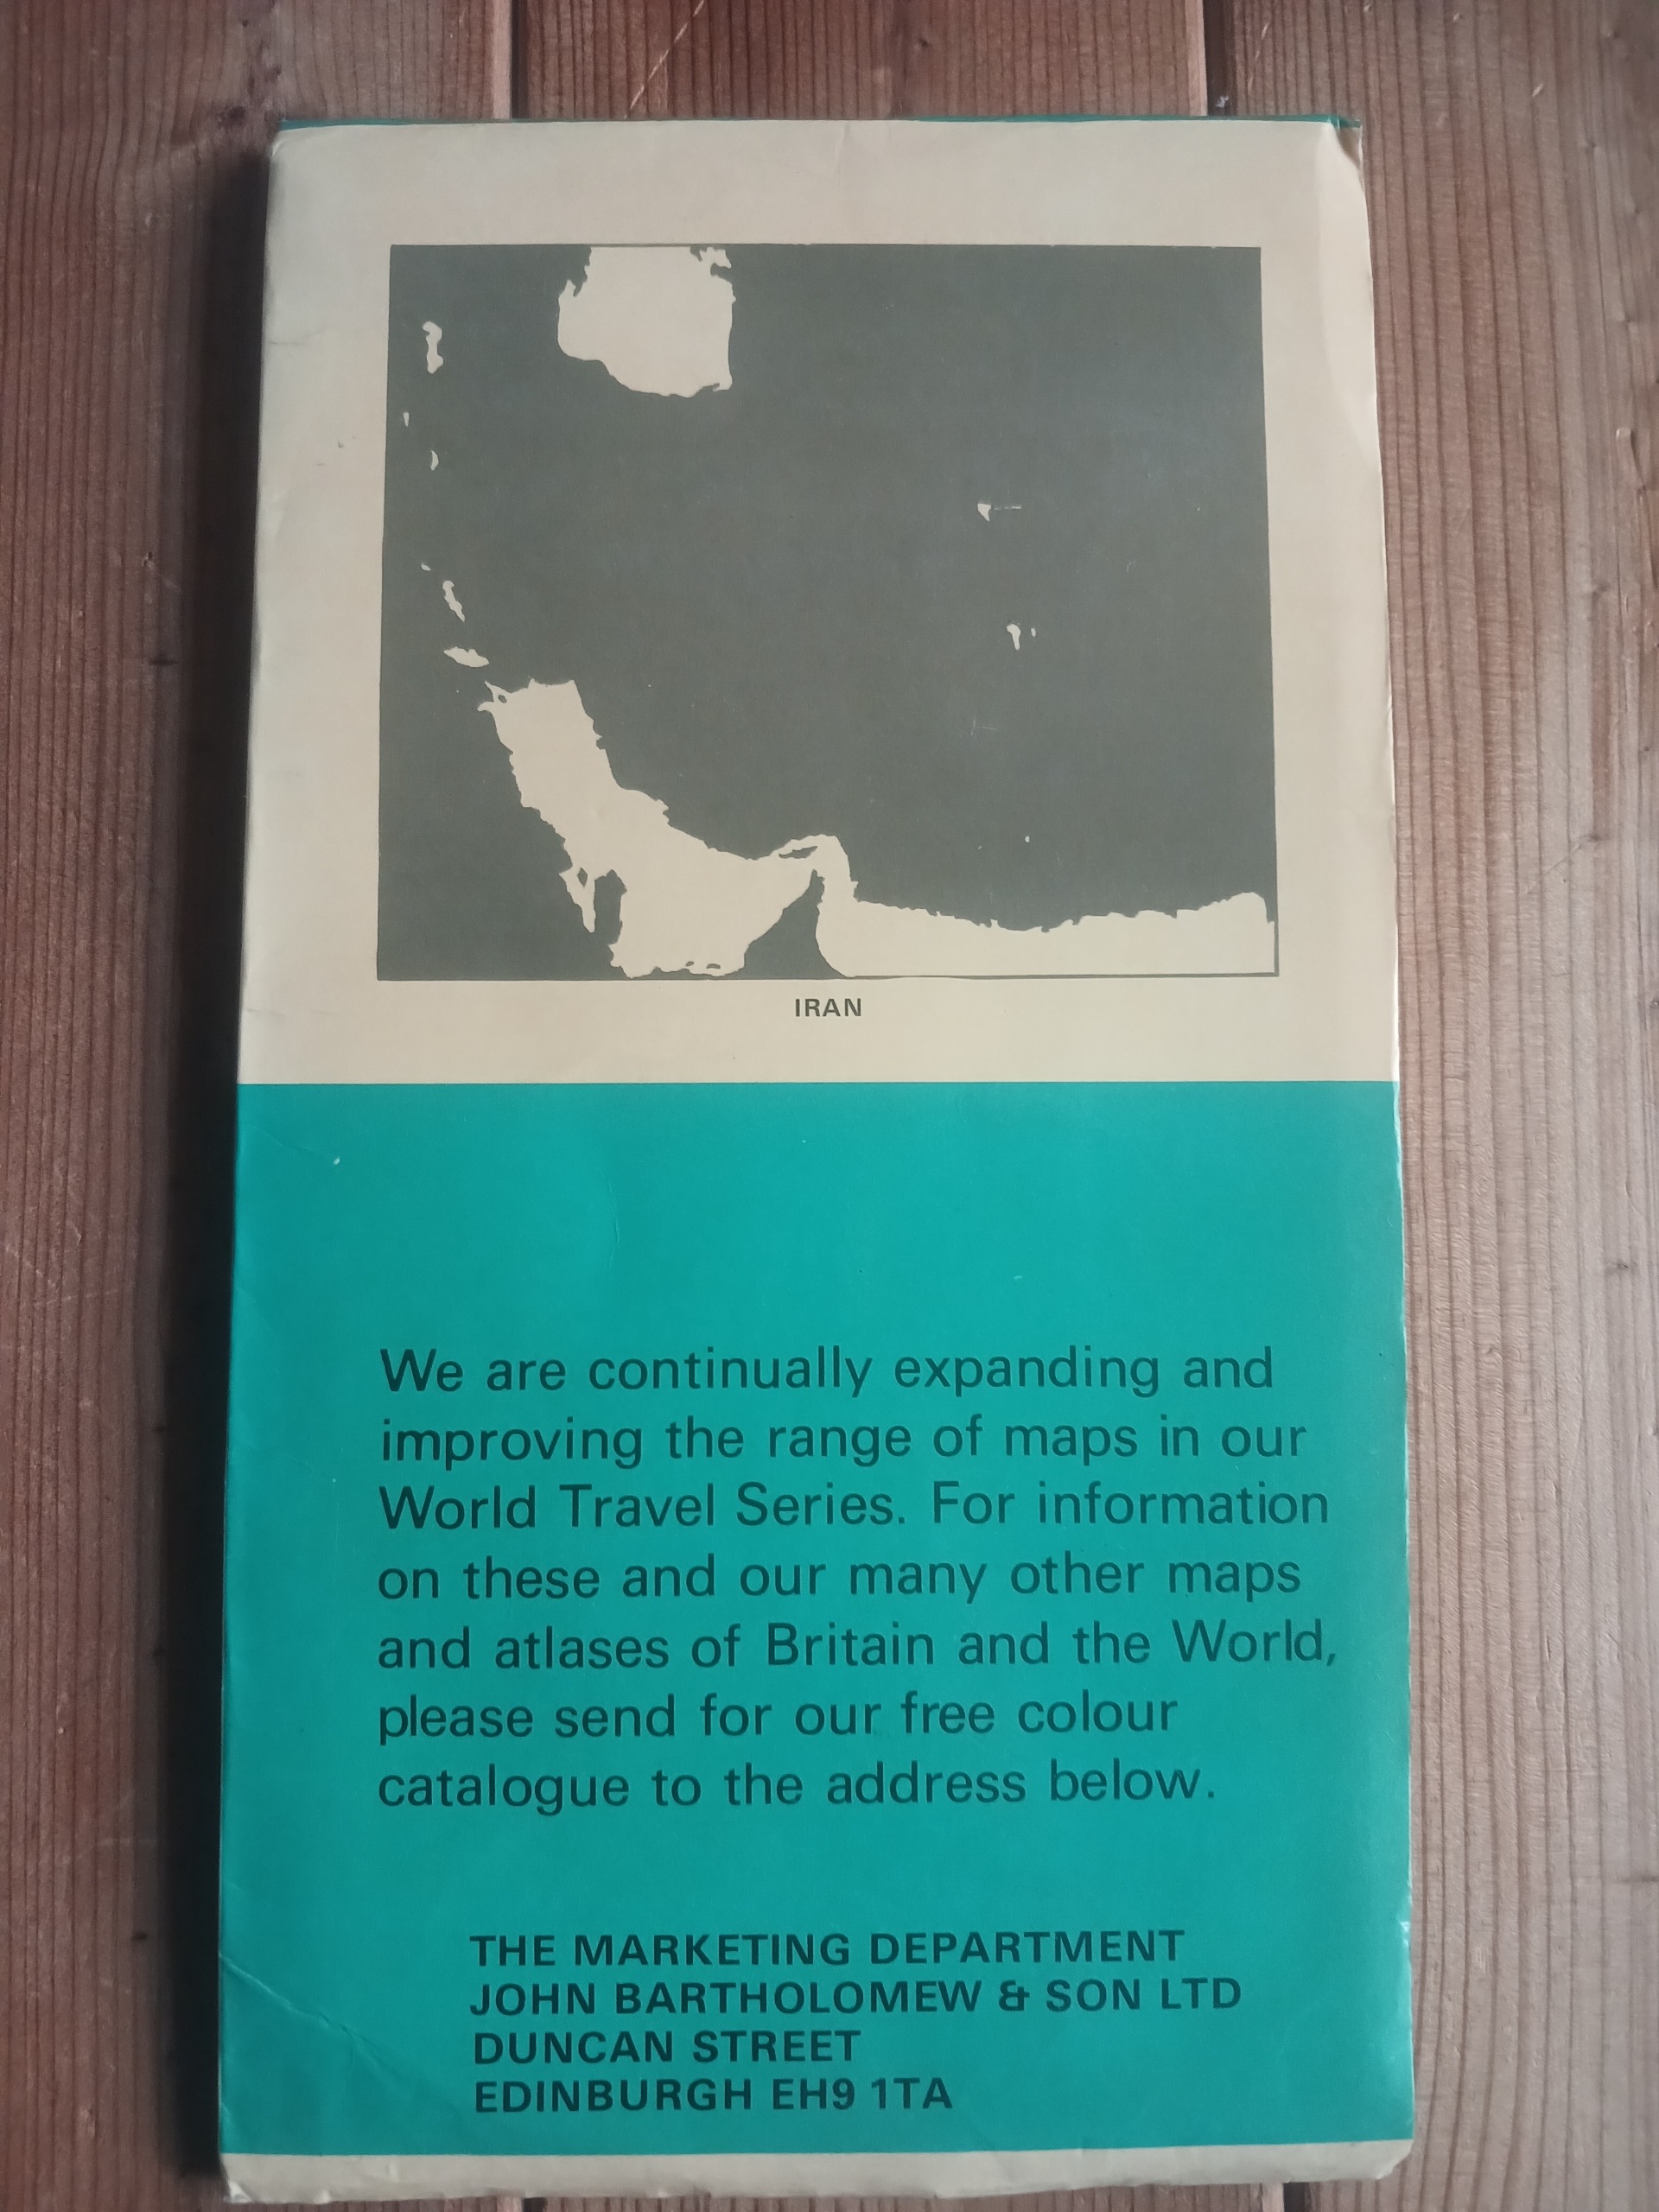 IRAN
We are continually expanding and
improving the range of maps in our
World Travel Series. For information
on these and our many other maps
and atlases of Britain and the World,
please send for our free colour
catalogue to the address below.
THE MARKETING DEPARTMENT
JOHN BARTHOLOMEW & SON LTD
DUNCAN STREET
EDINBURGH EH9 1TA